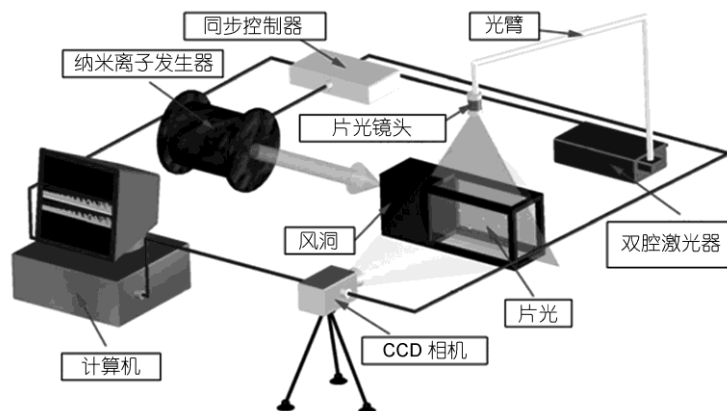 同步控制器
光臂
纳米离子发生器
片光镜头
风洞
双腔激光器
片光
计算机
CCD 相机